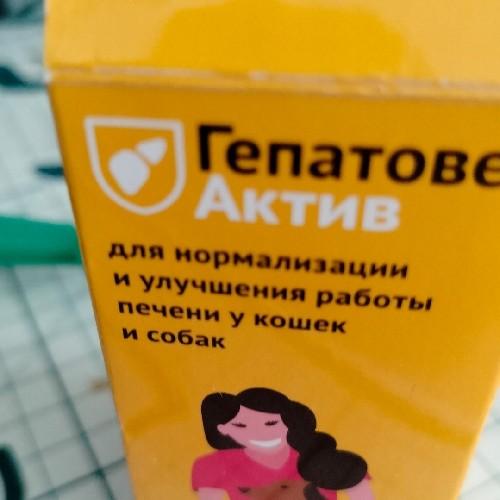 Гепатове
Актив
для нормализации
и улучшения работы
печени у кошек
и собак